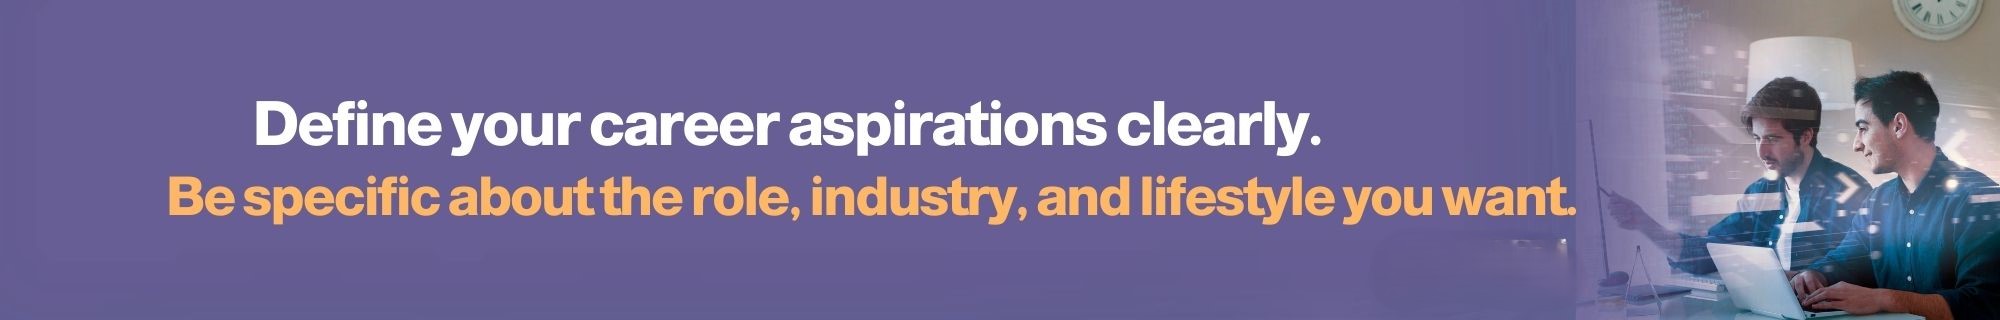 Define your career aspirations clearly.
Be specific about the role, industry, and lifestyle you want.